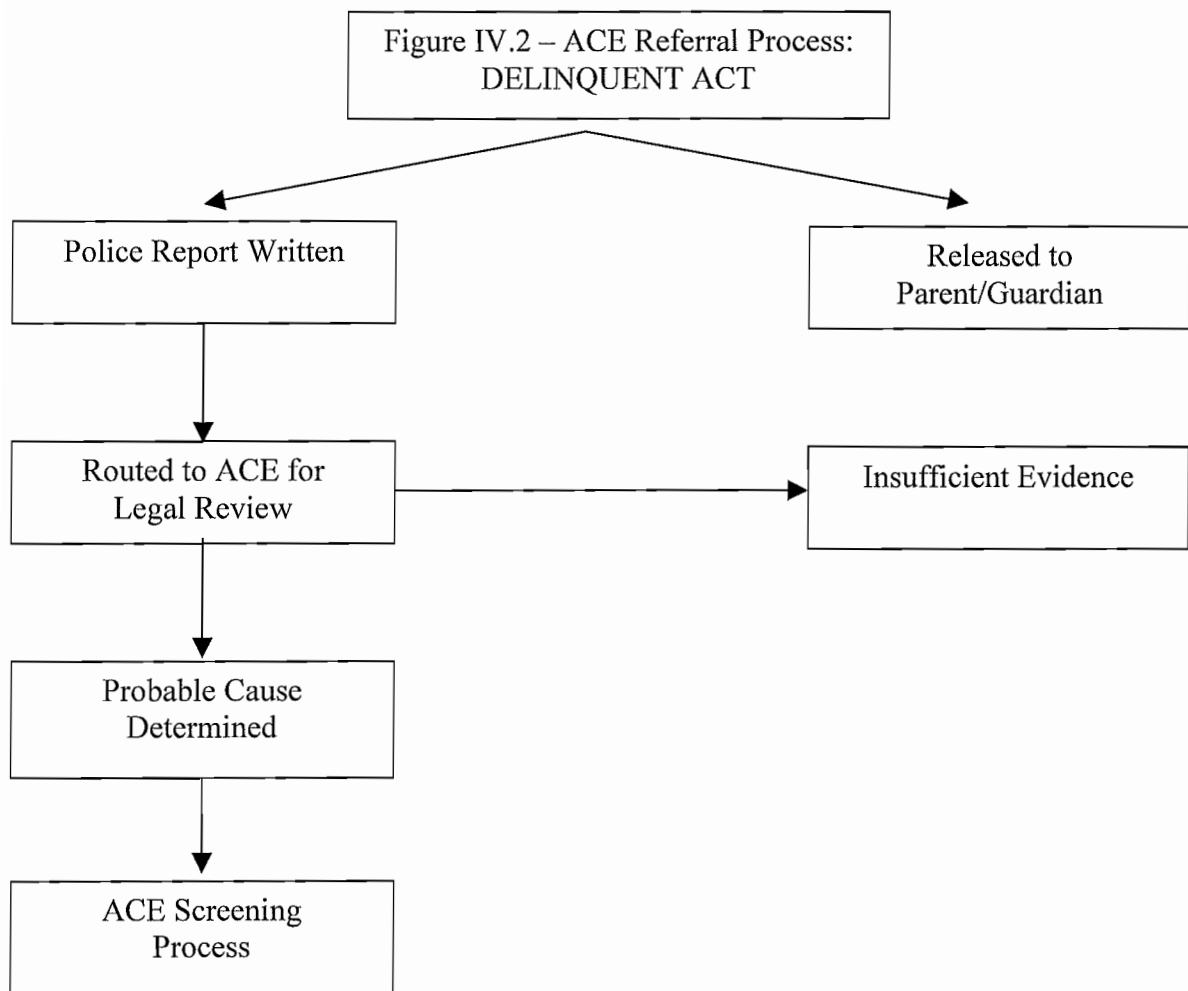 Figure IV.2 – ACE Referral Process:
DELINQUENT ACT
Police Report Written
Released to
Parent/Guardian
Routed to ACE for
Legal Review
Insufficient Evidence
Probable Cause
Determined
ACE Screening
Process